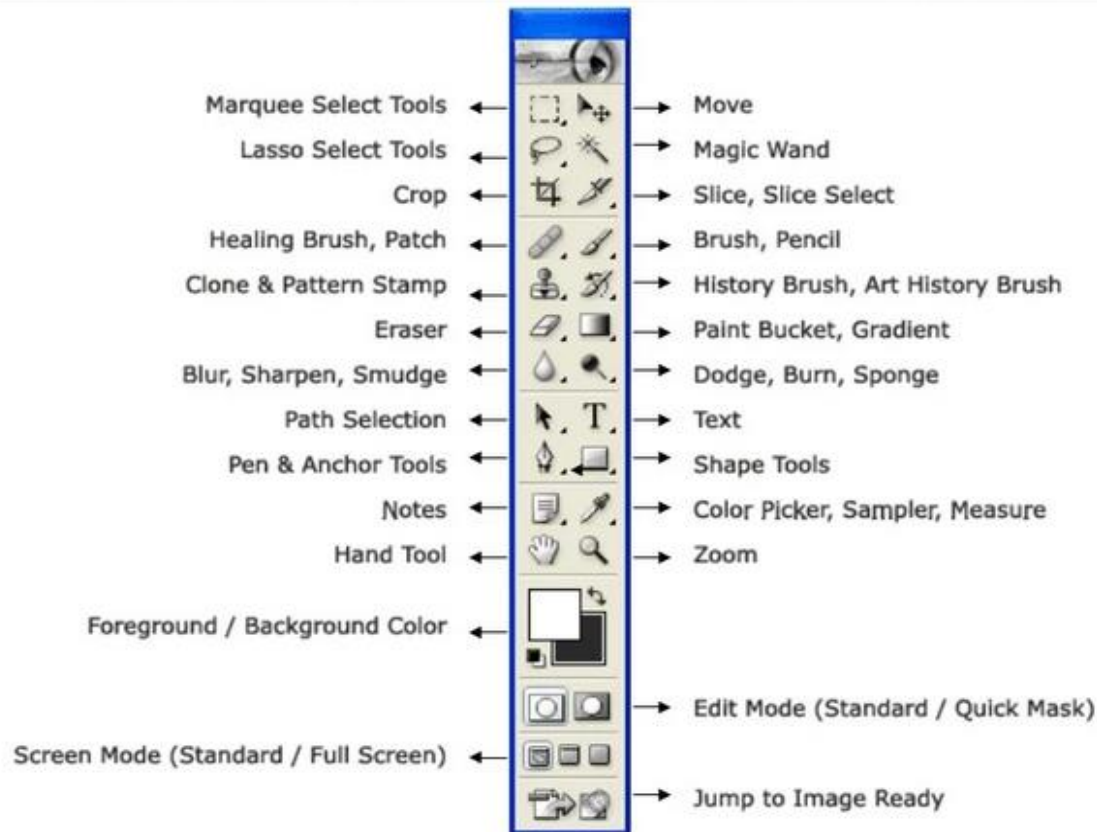 Marquee Select Tools
Move
Lasso Select Tools
Magic Wand
Crop
Slice, Slice Select
Healing Brush, Patch
Brush, Pencil
Clone & Pattern Stamp
History Brush, Art History Brush
Eraser
Paint Bucket, Gradient
Blur, Sharpen, Smudge
Dodge, Burn, Sponge
Path Selection
T
Text
Pen & Anchor Tools
Shape Tools
Notes
Color Picker, Sampler, Measure
Hand Tool
Zoom
Foreground / Background Color
Edit Mode (Standard / Quick Mask)
Screen Mode (Standard / Full Screen)
Jump to Image Ready